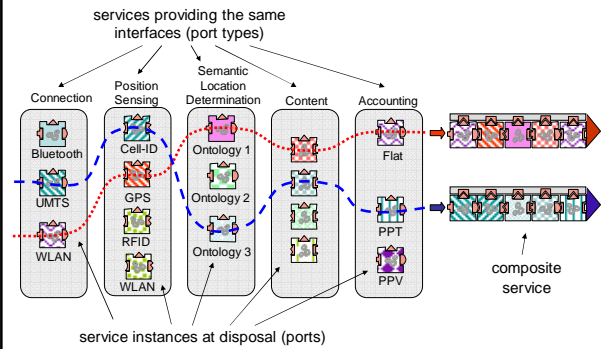 services providing the same
interfaces (port types)
Connection
Position
Sensing
Semantic
Location
Determination
Content
Accounting
Bluetooth
UMTS
WLAN
Cell-ID
GPS
RFID
WLAN
Ontology 1
Ontology 2
Ontology 3
Flat
PPT
PPV
composite
service
service instances at disposal (ports)